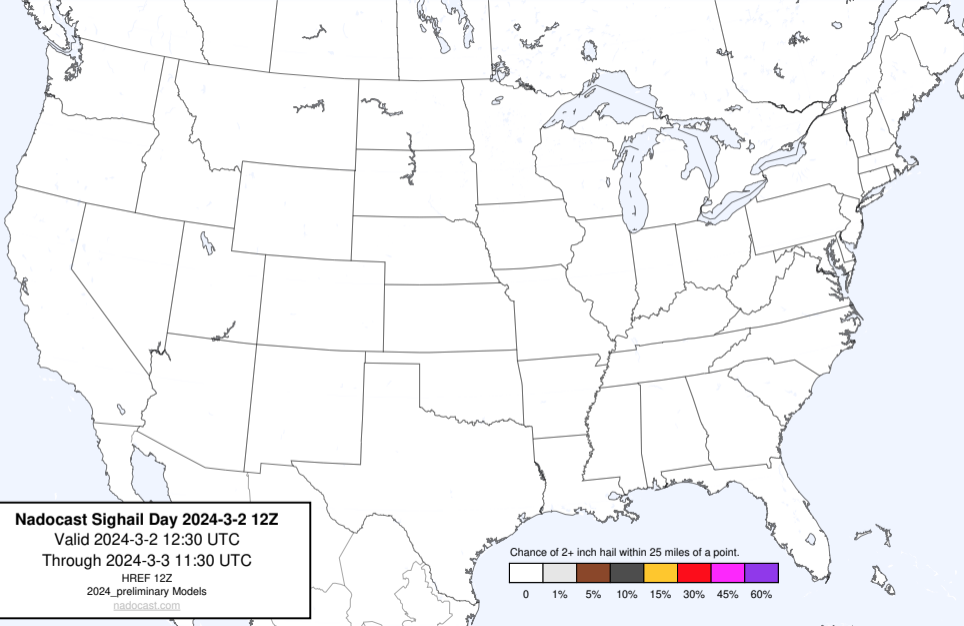 Nadocast Sighail Day 2024-3-2 12Z
Valid 2024-3-2 12:30 UTC
Through 2024-3-3 11:30 UTC
HREF 12Z
2024_preliminary Models
nadocast.com
Chance of 2+ inch hail within 25 miles of a point.
0 1% 5% 10% 15% 30% 45% 60%